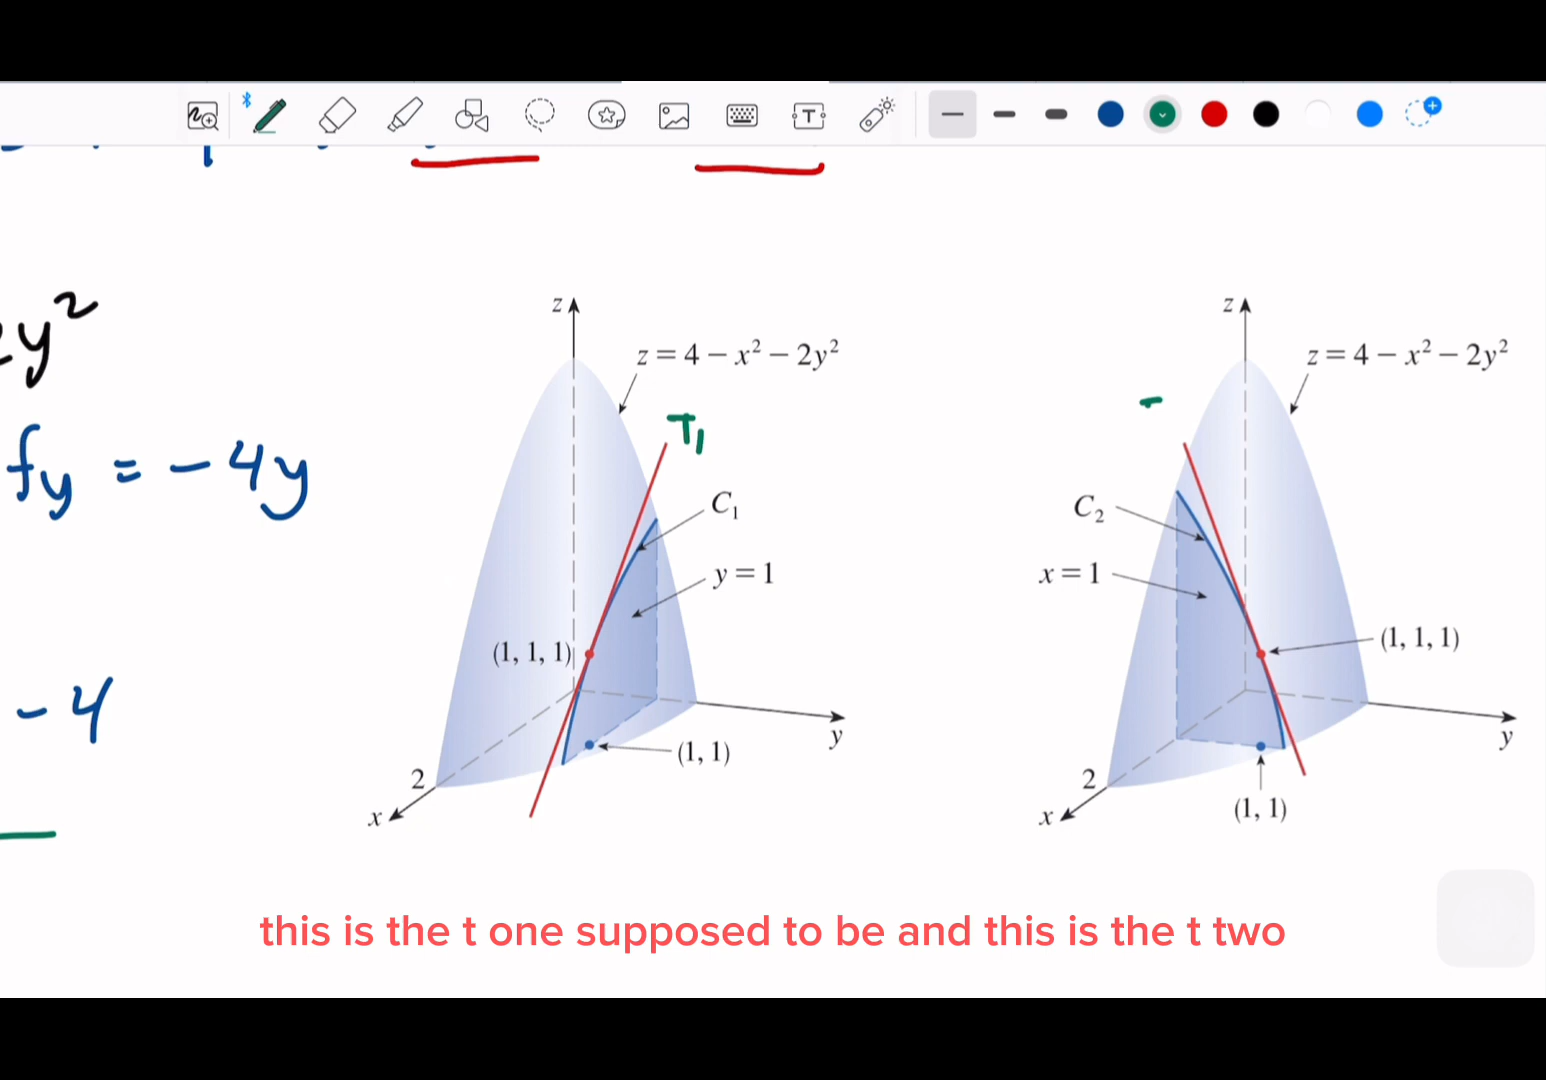 T
z
z
z = 4 − x² − 2y²
z = 4 − x² − 2y²
y²
T₁
fy = -4y
C₁
C₂
y = 1
x = 1
(1, 1, 1)
(1, 1, 1)
-4
y
y
(1, 1)
2
2
x
x
(1, 1)
this is the t one supposed to be and this is the t two